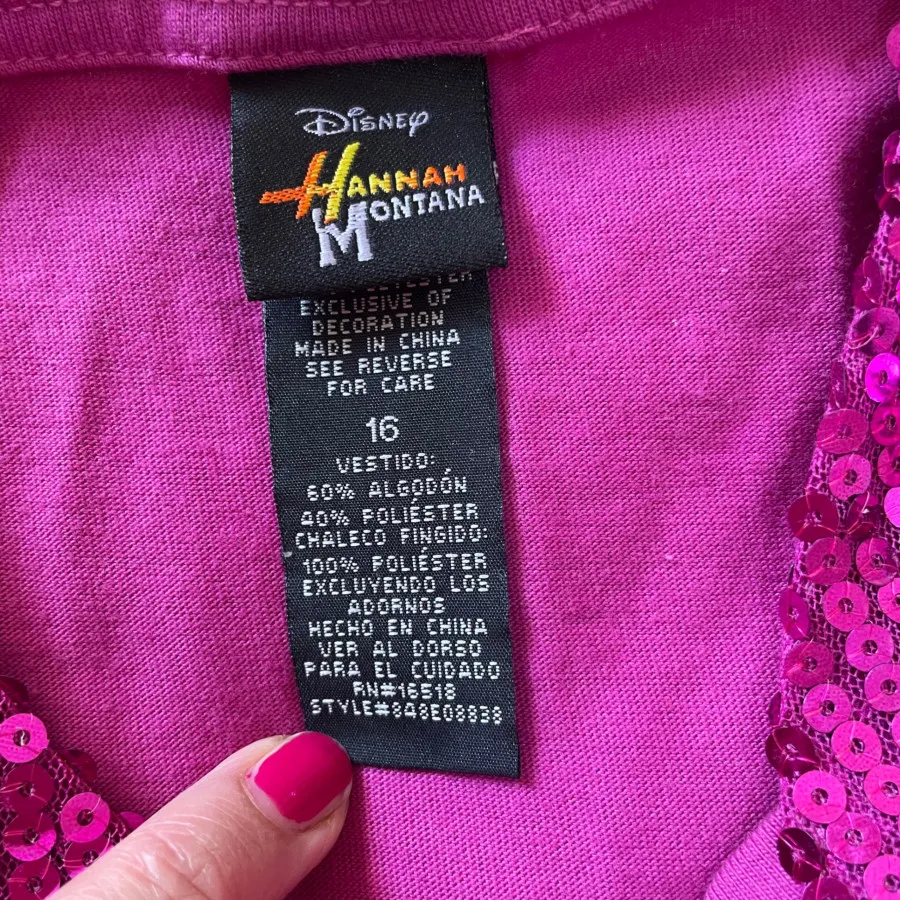 Disney
HANNAH
MONTANA
EXCLUSIVE OF
DECORATION
MADE IN CHINA
SEE REVERSE
FOR CARE
16
VESTIDO:
60% ALGODÓN
40% POLIÉSTER
CHALECO FINGIDO:
100% POLIÉSTER
EXCLUYENDO LOS
ADORNOS
HECHO EN CHINA
VER AL DORSO
PARA EL CUIDADO
RN#16518
STYLE#8A8E08838